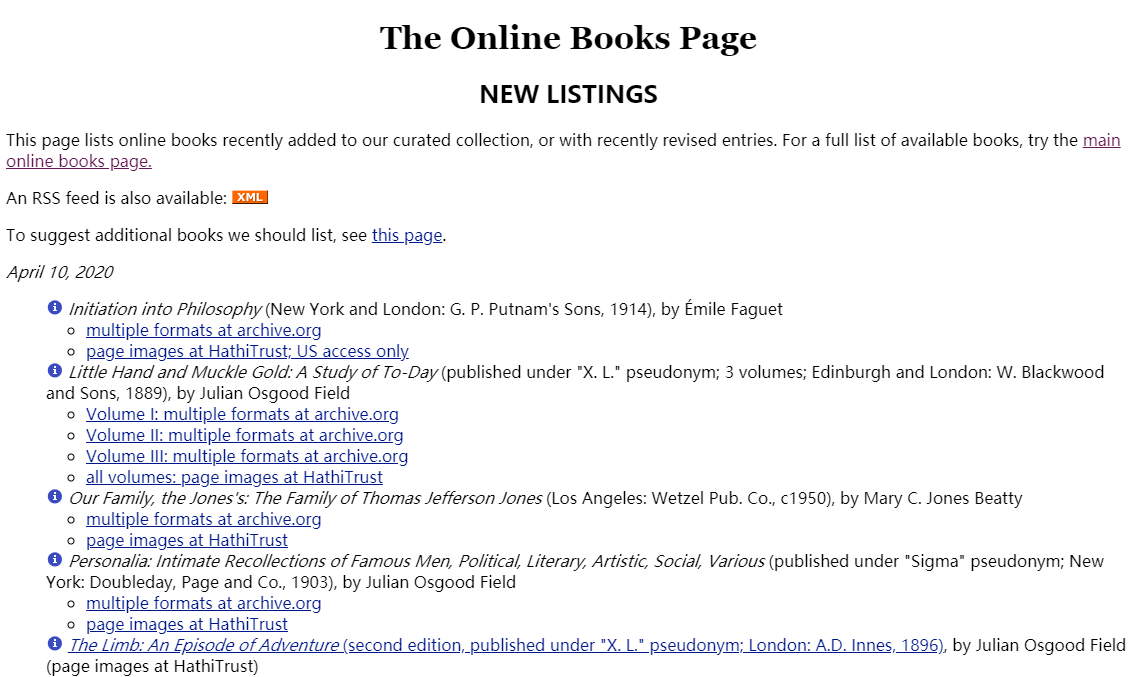 The Online Books Page
NEW LISTINGS
This page lists online books recently added to our curated collection, or with recently revised entries. For a full list of available books, try the main
online books page.
An RSS feed is also available: XML
To suggest additional books we should list, see this page.
April 10, 2020
Initiation into Philosophy (New York and London: G. P. Putnam's Sons, 1914), by Émile Faguet
multiple formats at archive.org
page images at HathiTrust; US access only
Little Hand and Muckle Gold: A Study of To-Day (published under "X. L." pseudonym; 3 volumes; Edinburgh and London: W. Blackwood
and Sons, 1889), by Julian Osgood Field
Volume I: multiple formats at archive.org
Volume II: multiple formats at archive.org
Volume III: multiple formats at archive.org
all volumes: page images at HathiTrust
Our Family, the Jones's: The Family of Thomas Jefferson Jones (Los Angeles: Wetzel Pub. Co., c1950), by Mary C. Jones Beatty
multiple formats at archive.org
page images at HathiTrust
Personalia: Intimate Recollections of Famous Men, Political, Literary, Artistic, Social, Various (published under "Sigma" pseudonym; New
York: Doubleday, Page and Co., 1903), by Julian Osgood Field
multiple formats at archive.org
page images at HathiTrust
The Limb: An Episode of Adventure (second edition, published under "X. L." pseudonym; London: A.D. Innes, 1896), by Julian Osgood Field
(page images at HathiTrust)